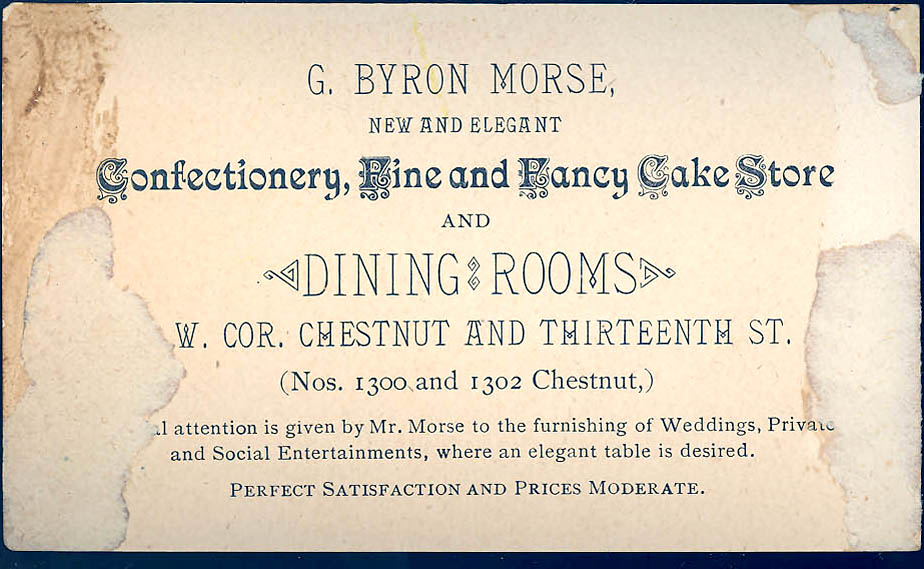 G. BYRON MORSE,
NEW AND ELEGANT
Confectionery, Fine and Fancy Cake Store
AND
DINING ROOMS
W. COR. CHESTNUT AND THIRTEENTH ST.
(Nos. 1300 and 1302 Chestnut,)
attention is given by Mr. Morse to the furnishing of Weddings, Private
and Social Entertainments, where an elegant table is desired.
PERFECT SATISFACTION AND PRICES MODERATE.